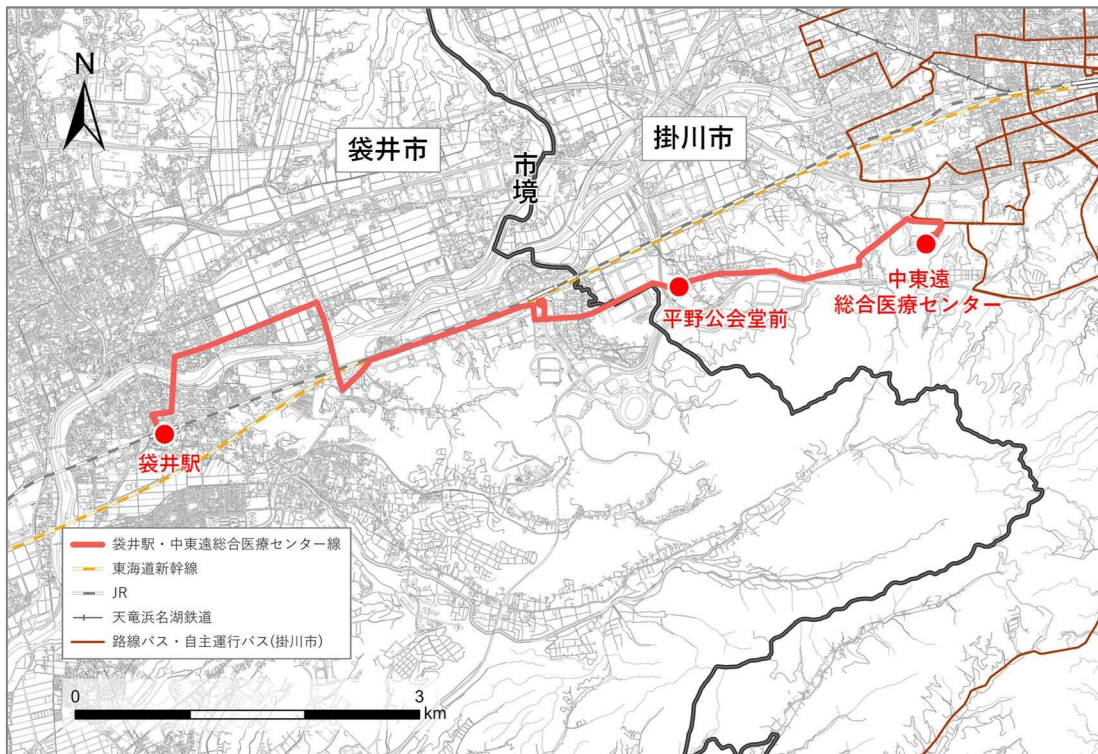 N
袋井市
市境
掛川市
中東遠
総合医療センター
平野公会堂前
袋井駅
袋井駅・中東遠総合医療センター線
東海道新幹線
JR
天竜浜名湖鉄道
路線バス・自主運行バス(掛川市)
0
3
km